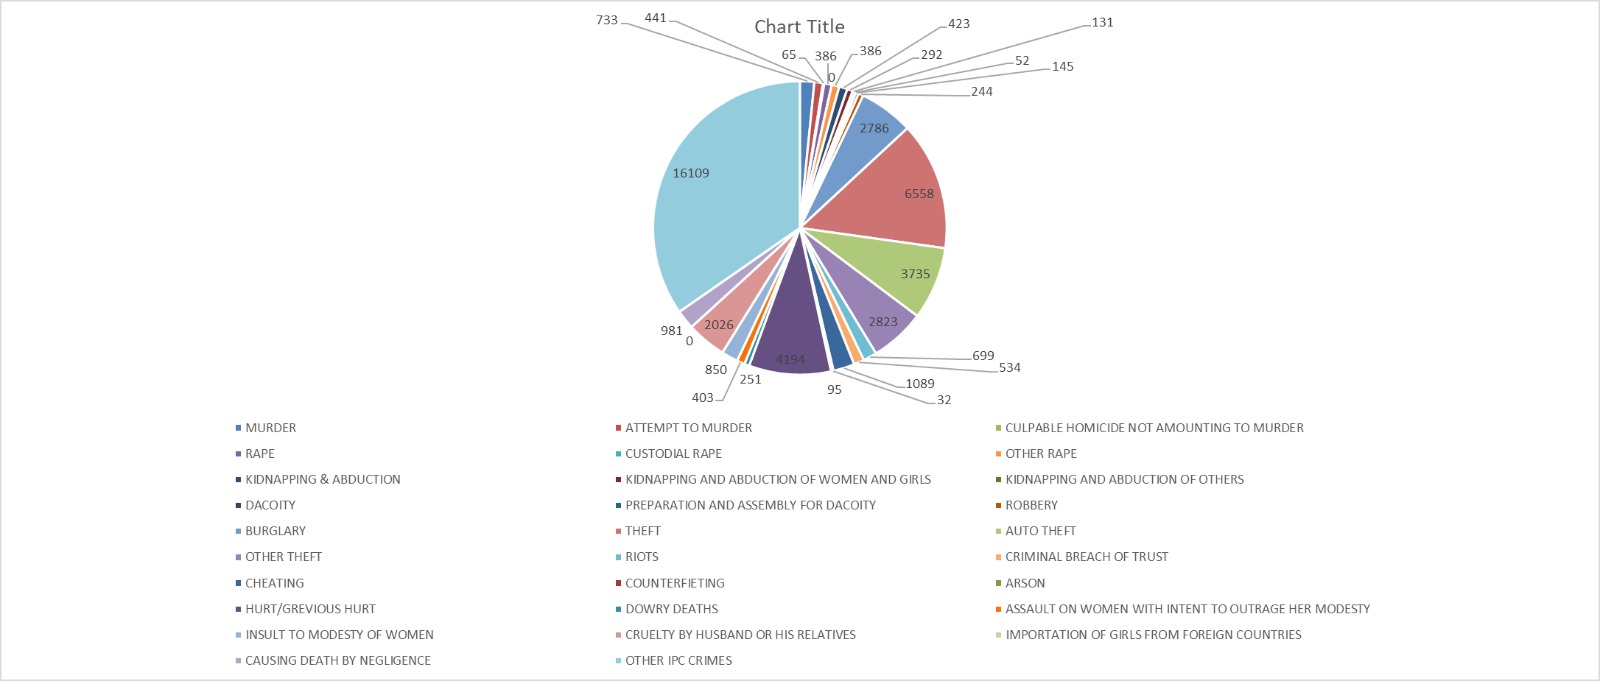 Chart Title
733
441
65
386
0
386
423
292
131
52
145
244
2786
6558
3735
2823
699
534
1089
32
95
4194
251
403
850
2026
0
981
16109
MURDER
ATTEMPT TO MURDER
CULPABLE HOMICIDE NOT AMOUNTING TO MURDER
RAPE
CUSTODIAL RAPE
OTHER RAPE
KIDNAPPING & ABDUCTION
KIDNAPPING AND ABDUCTION OF WOMEN AND GIRLS
KIDNAPPING AND ABDUCTION OF OTHERS
DACOITY
PREPARATION AND ASSEMBLY FOR DACOITY
ROBBERY
BURGLARY
THEFT
AUTO THEFT
OTHER THEFT
RIOTS
CRIMINAL BREACH OF TRUST
CHEATING
COUNTERFIETING
ARSON
HURT/GREVIOUS HURT
DOWRY DEATHS
ASSAULT ON WOMEN WITH INTENT TO OUTRAGE HER MODESTY
INSULT TO MODESTY OF WOMEN
CRUELTY BY HUSBAND OR HIS RELATIVES
IMPORTATION OF GIRLS FROM FOREIGN COUNTRIES
CAUSING DEATH BY NEGLIGENCE
OTHER IPC CRIMES